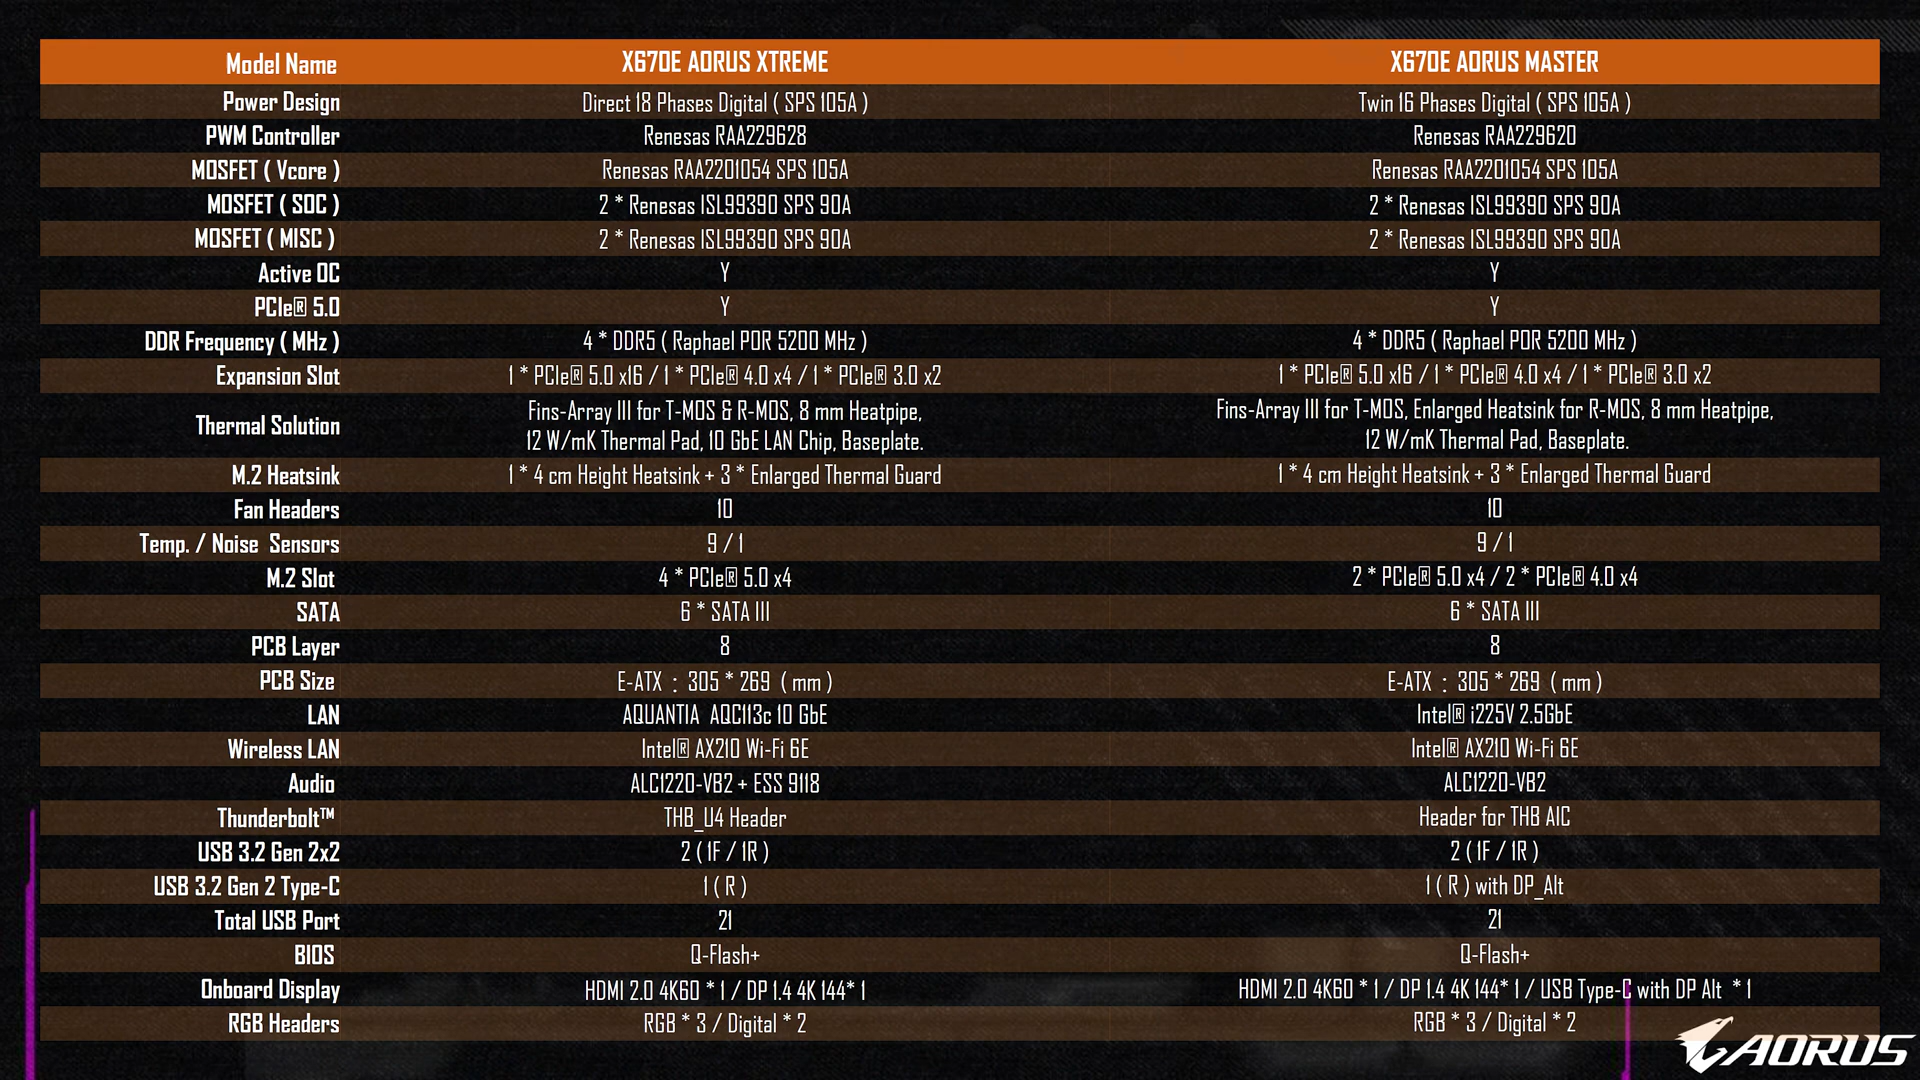 Model Name X670E AORUS XTREME X670E AORUS MASTER
Power Design Direct 18 Phases Digital ( SPS 105A ) Twin 16 Phases Digital ( SPS 105A )
PWM Controller Renesas RAA229628 Renesas RAA229620
MOSFET ( Vcore ) Renesas RAA2201054 SPS 105A Renesas RAA2201054 SPS 105A
MOSFET ( SOC ) 2 * Renesas ISL99390 SPS 90A 2 * Renesas ISL99390 SPS 90A
MOSFET ( MISC ) 2 * Renesas ISL99390 SPS 90A 2 * Renesas ISL99390 SPS 90A
Active OC Y Y
PCIe® 5.0 Y Y
DDR Frequency ( MHz ) 4 * DDR5 ( Raphael POR 5200 MHz ) 4 * DDR5 ( Raphael POR 5200 MHz )
Expansion Slot 1 * PCIe® 5.0 x16 / 1 * PCIe® 4.0 x4 / 1 * PCIe® 3.0 x2 1 * PCIe® 5.0 x16 / 1 * PCIe® 4.0 x4 / 1 * PCIe® 3.0 x2
Thermal Solution Fins-Array III for T-MOS & R-MOS, 8 mm Heatpipe, Fins-Array III for T-MOS, Enlarged Heatsink for R-MOS, 8 mm Heatpipe,
12 W/mK Thermal Pad, 10 GbE LAN Chip, Baseplate. 12 W/mK Thermal Pad, Baseplate.
M.2 Heatsink 1 * 4 cm Height Heatsink + 3 * Enlarged Thermal Guard 1 * 4 cm Height Heatsink + 3 * Enlarged Thermal Guard
Fan Headers 10 10
Temp. / Noise Sensors 9 / 1 9 / 1
M.2 Slot 4 * PCIe® 5.0 x4 2 * PCIe® 5.0 x4 / 2 * PCIe® 4.0 x4
SATA 6 * SATA III 6 * SATA III
PCB Layer 8 8
PCB Size E-ATX : 305 * 269 ( mm ) E-ATX : 305 * 269 ( mm )
LAN AQUANTIA AQC113c 10 GbE Intel® i225V 2.5GbE
Wireless LAN Intel® AX210 Wi-Fi 6E Intel® AX210 Wi-Fi 6E
Audio ALC1220-VB2 + ESS 9118 ALC1220-VB2
Thunderbolt™ THB_U4 Header Header for THB AIC
USB 3.2 Gen 2x2 2 ( 1F / 1R ) 2 ( 1F / 1R )
USB 3.2 Gen 2 Type-C 1 ( R ) 1 ( R ) with DP_Alt
Total USB Port 21 21
BIOS Q-Flash+ Q-Flash+
Onboard Display HDMI 2.0 4K60 * 1 / DP 1.4 4K 144* 1 HDMI 2.0 4K60 * 1 / DP 1.4 4K 144* 1 / USB Type-C with DP Alt * 1
RGB Headers RGB * 3 / Digital * 2 RGB * 3 / Digital * 2
AORUS